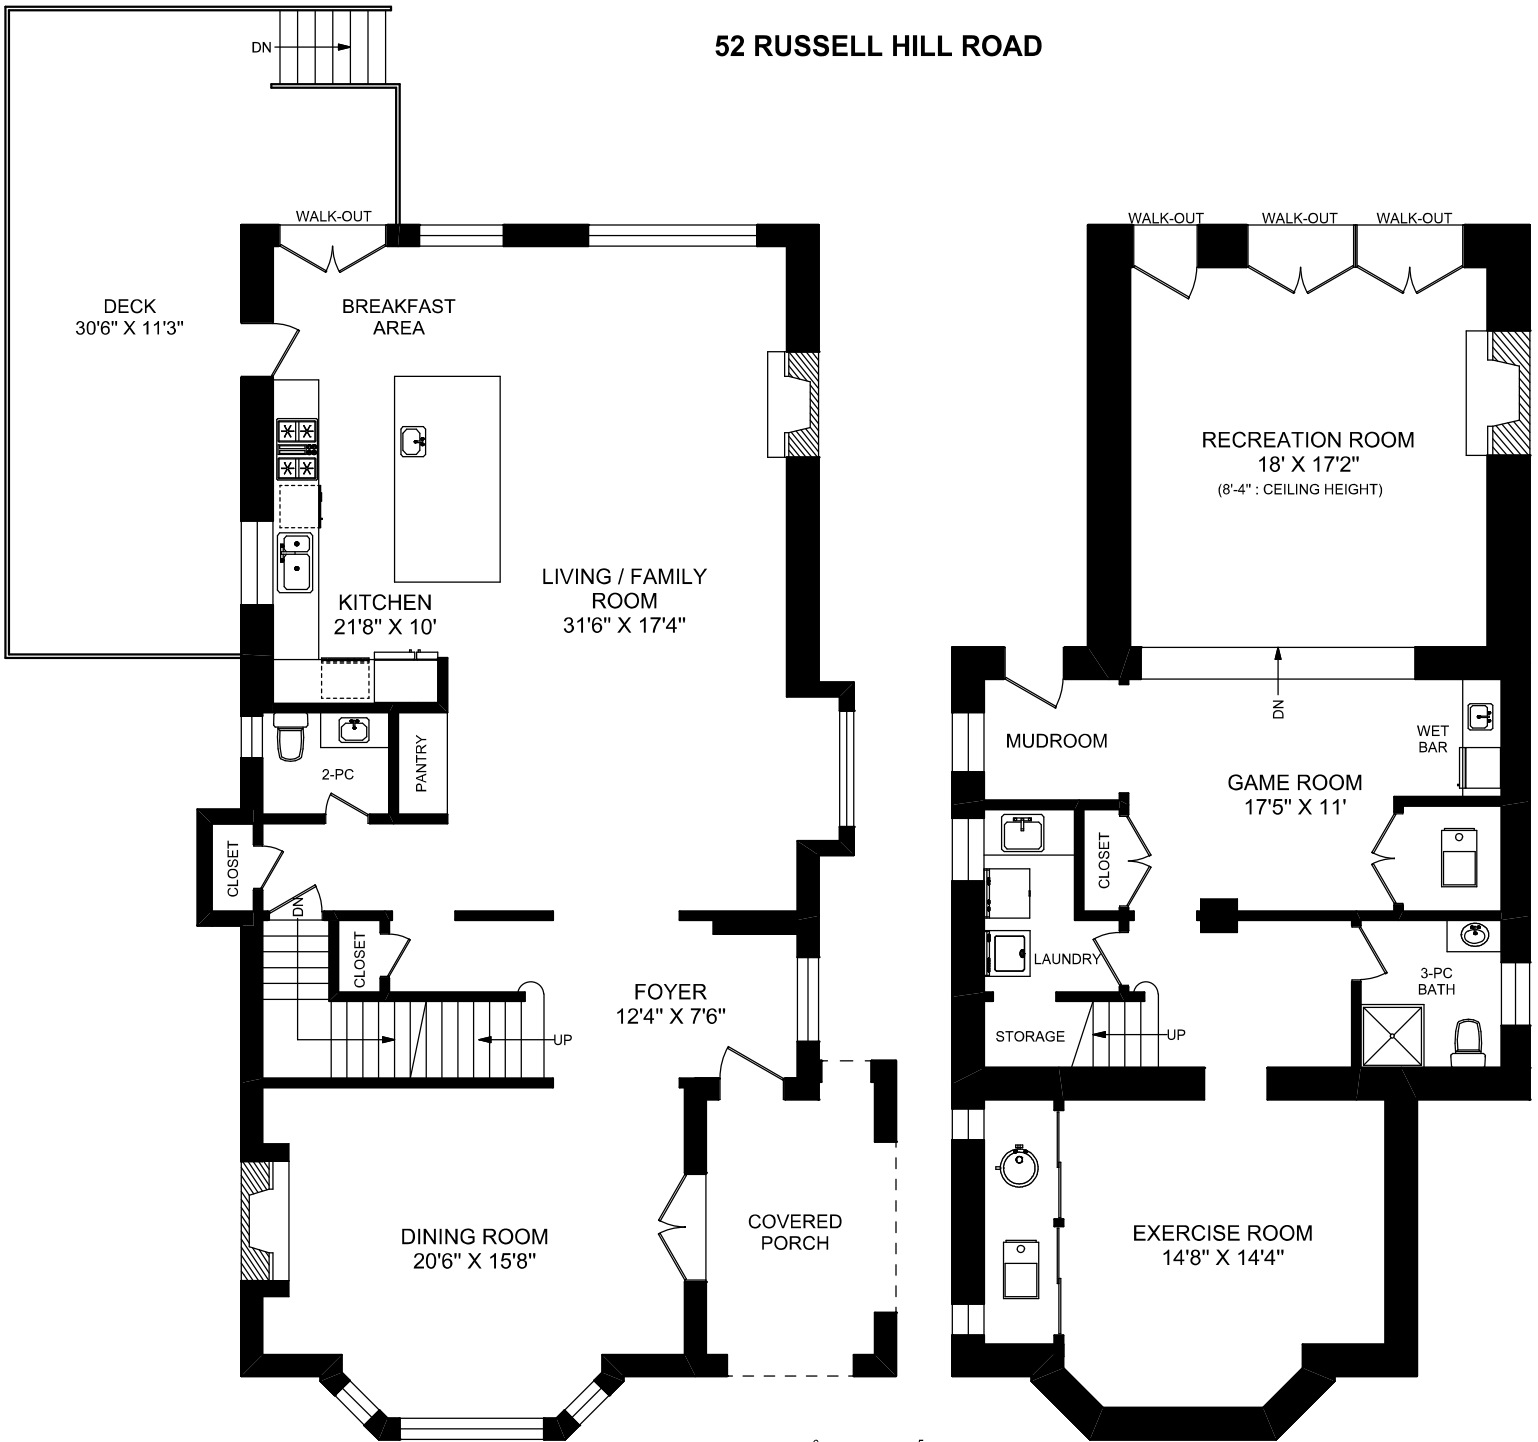 52 RUSSELL HILL ROAD
DN
WALK-OUT
DECK
30'6" X 11'3"
BREAKFAST
AREA
KITCHEN
21'8" X 10'
LIVING / FAMILY
ROOM
31'6" X 17'4"
2-PC
PANTRY
CLOSET
DN
CLOSET
FOYER
12'4" X 7'6"
UP
DINING ROOM
20'6" X 15'8"
COVERED
PORCH
WALK-OUT
WALK-OUT
WALK-OUT
RECREATION ROOM
18' X 17'2"
(8'-4" : CEILING HEIGHT)
DN
MUDROOM
WET
BAR
GAME ROOM
17'5" X 11'
CLOSET
LAUNDRY
3-PC
BATH
STORAGE
UP
EXERCISE ROOM
14'8" X 14'4"